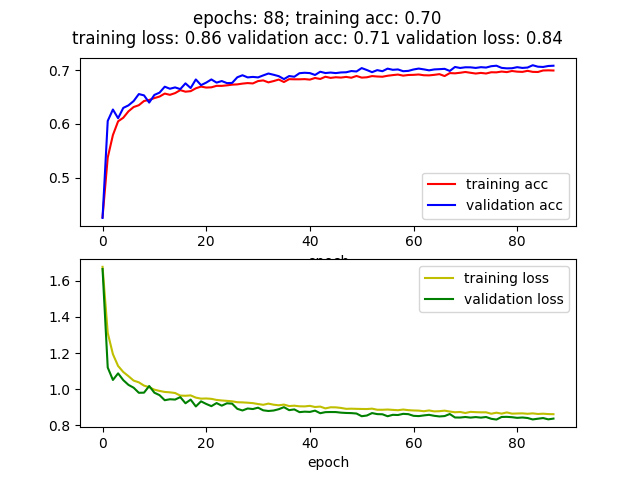 epochs: 88; training acc: 0.70
training loss: 0.86 validation acc: 0.71 validation loss: 0.84
0.7
0.6
0.5
training acc
validation acc
0 20 40 60 80
epoch
1.6
1.4
1.2
1.0
0.8
training loss
validation loss
0 20 40 60 80
epoch